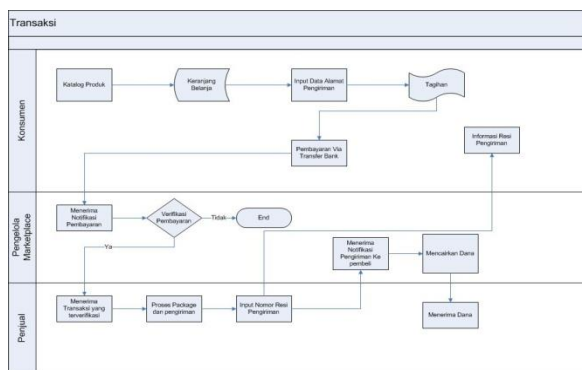 Transaksi
Konsumen
Katalog Produk
Keranjang
Belanja
Input Data Alamat
Pengiriman
Tagihan
Pembayaran Via
Transfer Bank
Informasi Resi
Pengiriman
Pengelola
Marketplace
Menerima
Notifikasi
Pembayaran
Verifikasi
Pembayaran
Tidak
End
Ya
Menerima
Notifikasi
Pengiriman Ke
pembeli
Mencairkan Dana
Penjual
Menerima
Transaksi yang
terverifikasi
Proses Package
dan pengiriman
Input Nomor Resi
Pengiriman
Menerima Dana